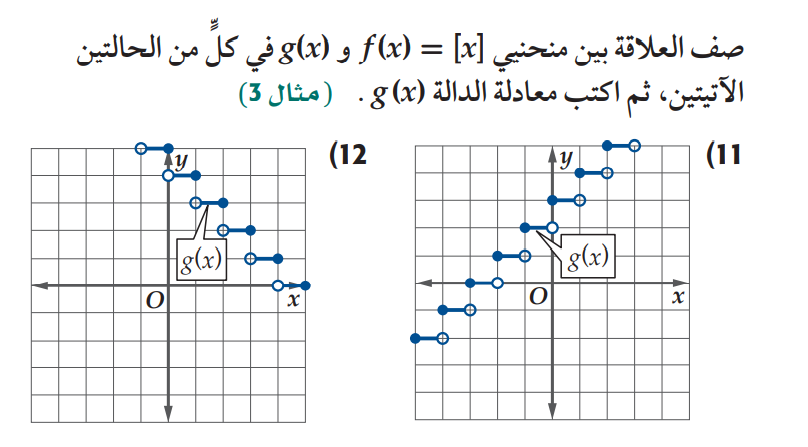 صف العلاقة بين منحنيي f(x) = [x] و g(x) في كلٍّ من الحالتين
الآتيتين، ثم اكتب معادلة الدالة g(x) . (مثال 3)
(11
y
g(x)
O
x
(12
y
g(x)
O
x